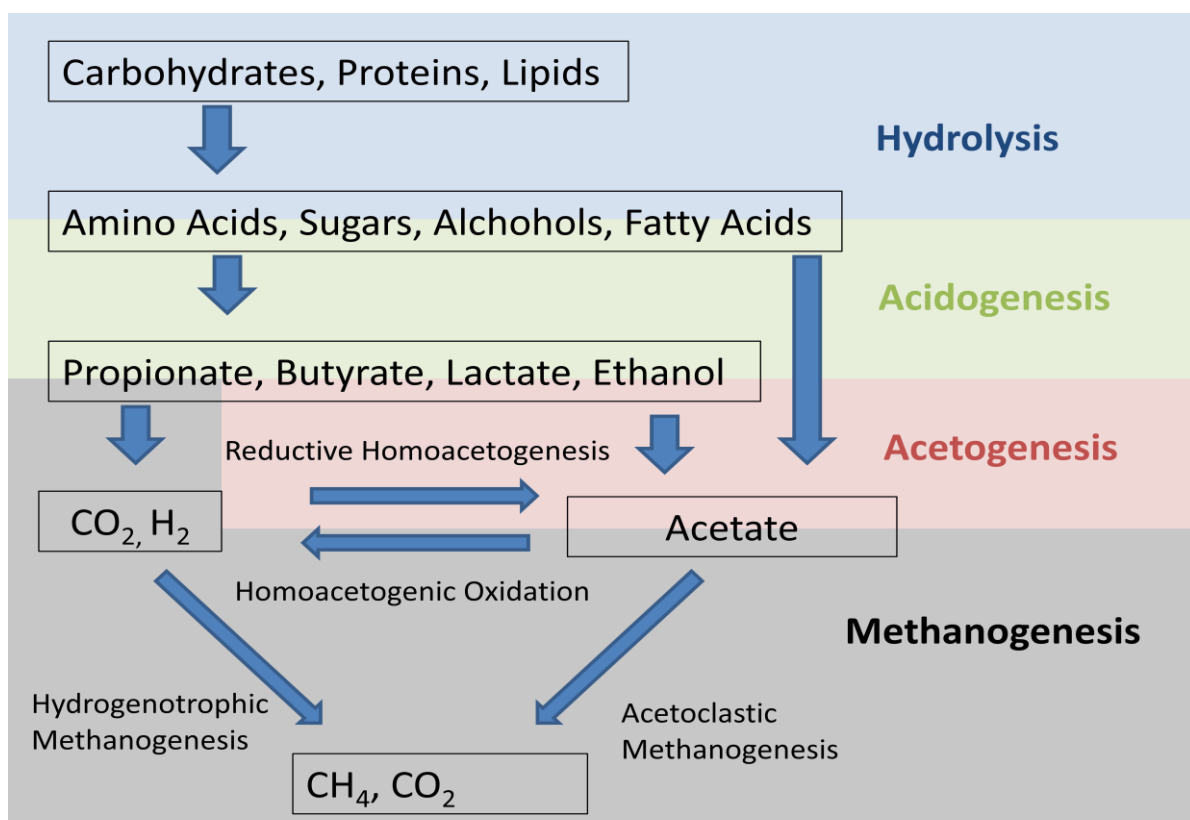 Carbohydrates, Proteins, Lipids
Hydrolysis
Amino Acids, Sugars, Alchohols, Fatty Acids
Acidogenesis
Propionate, Butyrate, Lactate, Ethanol
Acetogenesis
Reductive Homoacetogenesis
CO₂, H₂
Acetate
Homoacetogenic Oxidation
Methanogenesis
Hydrogenotrophic
Methanogenesis
Acetoclastic
Methanogenesis
CH₄, CO₂